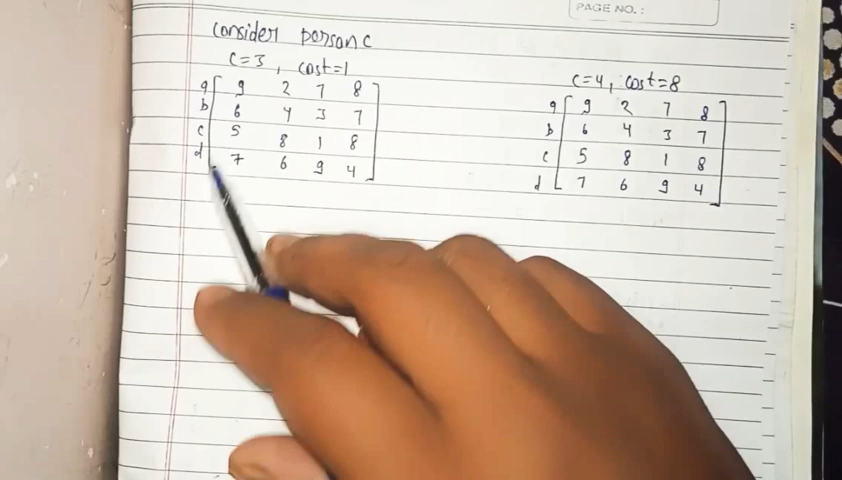 PAGE NO.:
Consider person c
c=3, cost=1
a 9 2 7 8
b 6 4 3 7
c 5 8 1 8
d 7 6 9 4
c=4, cost=8
a 9 2 7 8
b 6 4 3 7
c 5 8 1 8
d 7 6 9 4